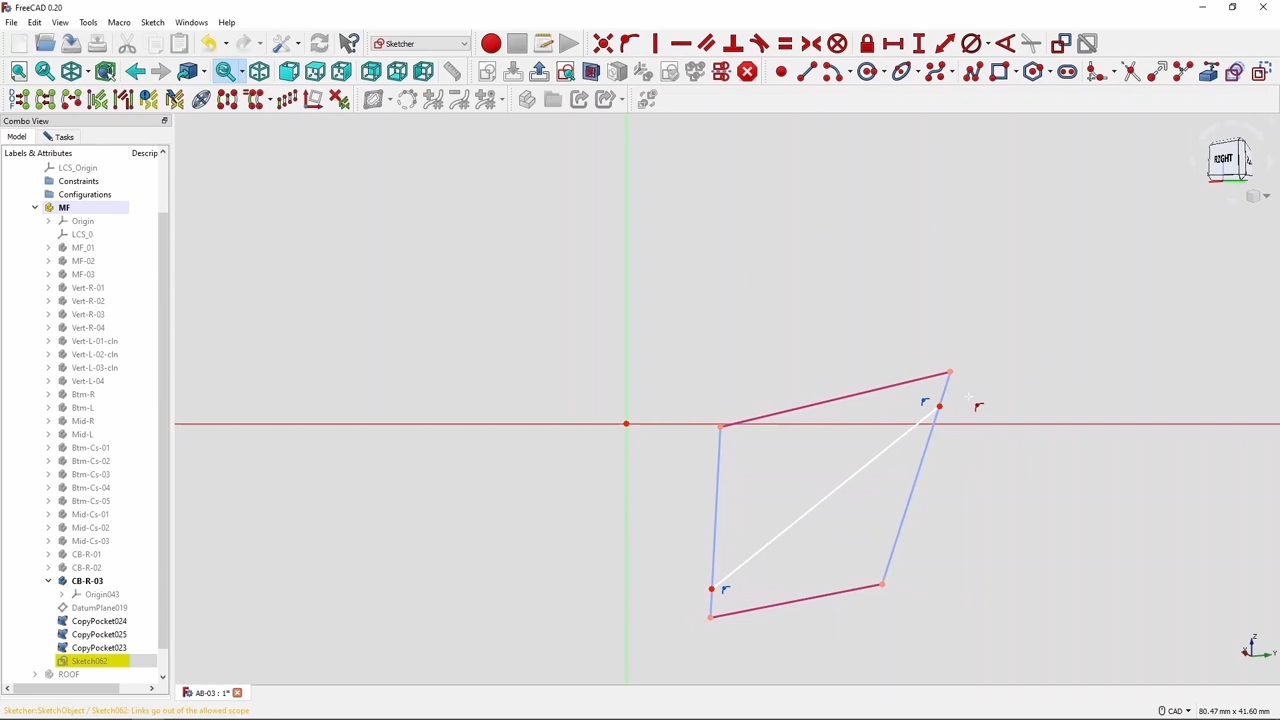 FreeCAD 0.20
File Edit View Tools Macro Sketch Windows Help
Sketcher
Combo View
Model Tasks
Labels & Attributes Descrip
LCS_Origin
Constraints
Configurations
MF
Origin
LCS_0
MF_01
MF-02
MF-03
Vert-R-01
Vert-R-02
Vert-R-03
Vert-R-04
Vert-L-01-cln
Vert-L-02-cln
Vert-L-03-cln
Vert-L-04
Btm-R
Btm-L
Mid-R
Mid-L
Btm-Cs-01
Btm-Cs-02
Btm-Cs-03
Btm-Cs-04
Btm-Cs-05
Mid-Cs-01
Mid-Cs-02
Mid-Cs-03
CB-R-01
CB-R-02
CB-R-03
Origin043
DatumPlane019
CopyPocket024
CopyPocket025
CopyPocket023
Sketch062
ROOF
RIGHT
Z
Y
AB-03 : 1*
Sketcher::SketchObject / Sketch062: Links go out of the allowed scope
CAD 80.47 mm x 41.60 mm